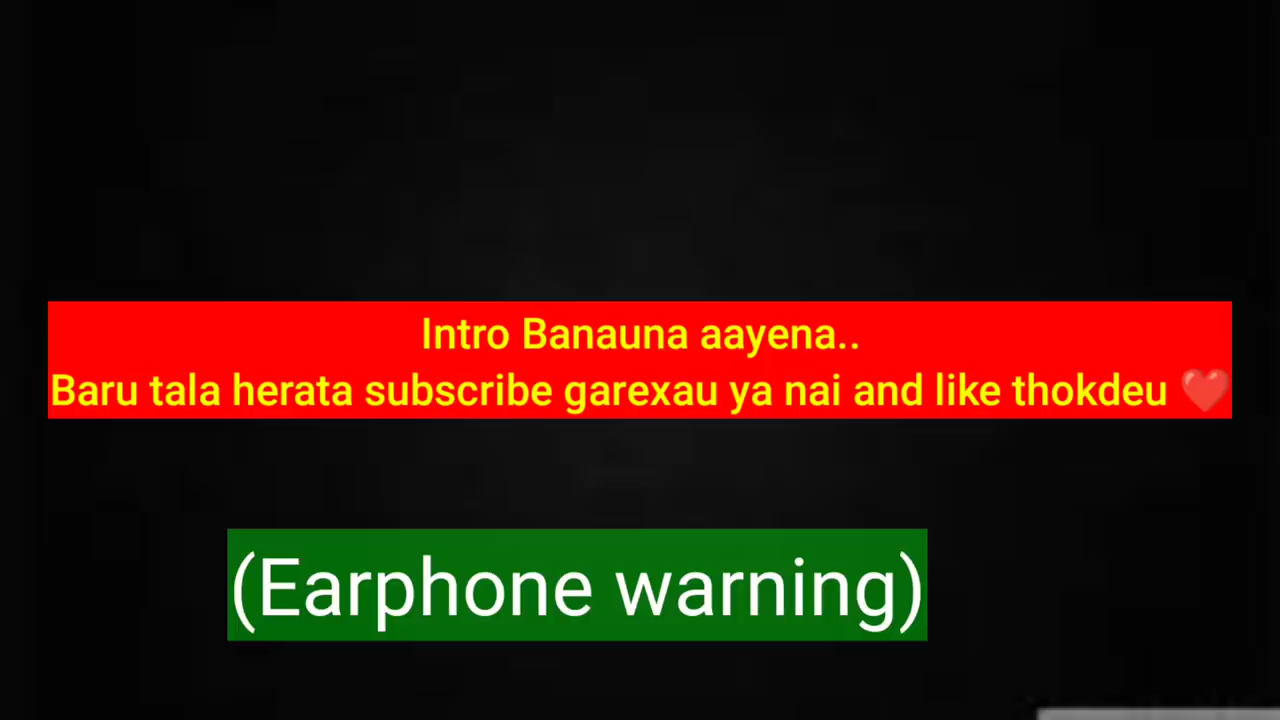 Intro Banauna aayena..
Baru tala herata subscribe garexau ya nai and like thokdeu ❤️
(Earphone warning)